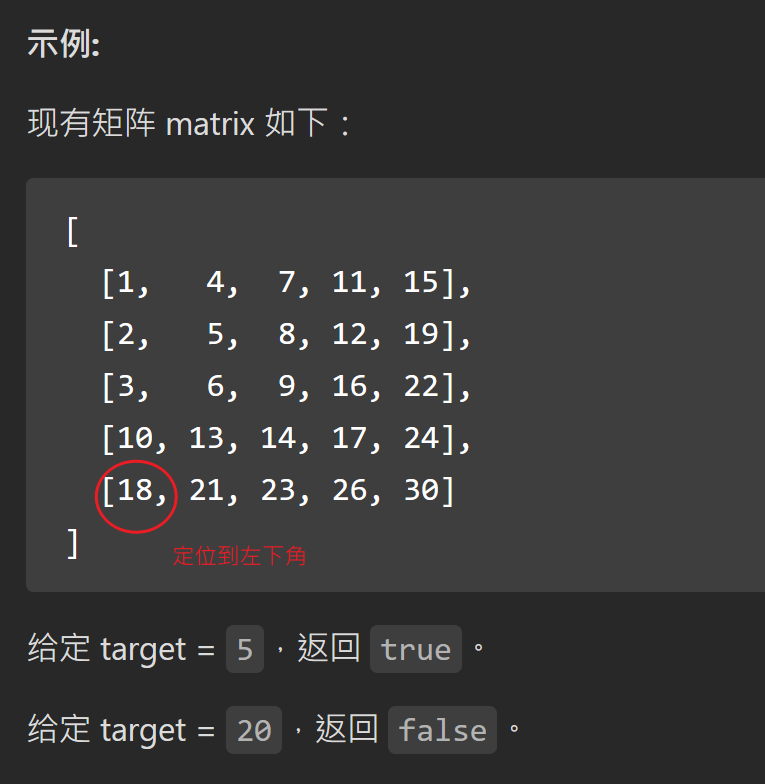 示例:
现有矩阵 matrix 如下：
[
[1, 4, 7, 11, 15],
[2, 5, 8, 12, 19],
[3, 6, 9, 16, 22],
[10, 13, 14, 17, 24],
[18, 21, 23, 26, 30]
]
定位到左下角
给定 target = 5，返回 true。
给定 target = 20，返回 false。